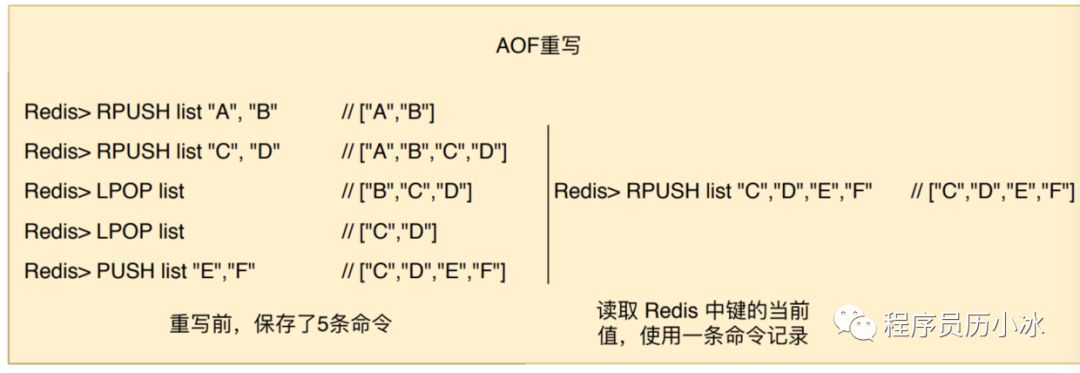 AOF重写
Redis> RPUSH list "A", "B" // ["A","B"]
Redis> RPUSH list "C", "D" // ["A","B","C","D"]
Redis> LPOP list // ["B","C","D"]
Redis> LPOP list // ["C","D"]
Redis> PUSH list "E","F" // ["C","D","E","F"]
重写前，保存了5条命令
Redis> RPUSH list "C","D","E","F" // ["C","D","E","F"]
读取 Redis 中键的当前
值，使用一条命令记录
程序员历小冰